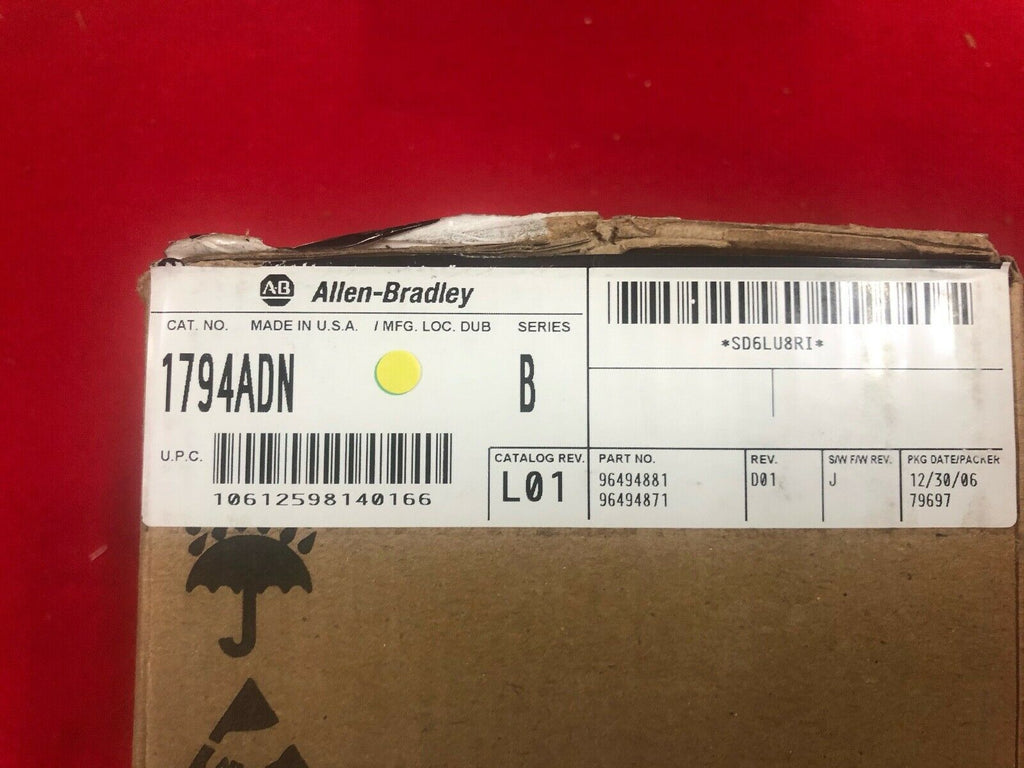 A-B Allen-Bradley
CAT. NO. MADE IN U.S.A. / MFG. LOC. DUB SERIES
1794ADN B
U.P.C.
10612598140166
*SD6LU8RI*
CATALOG REV.
L01
PART NO.
96494881
96494871
REV.
D01
S/W F/W REV.
J
PKG DATE/PACKER
12/30/06
79697